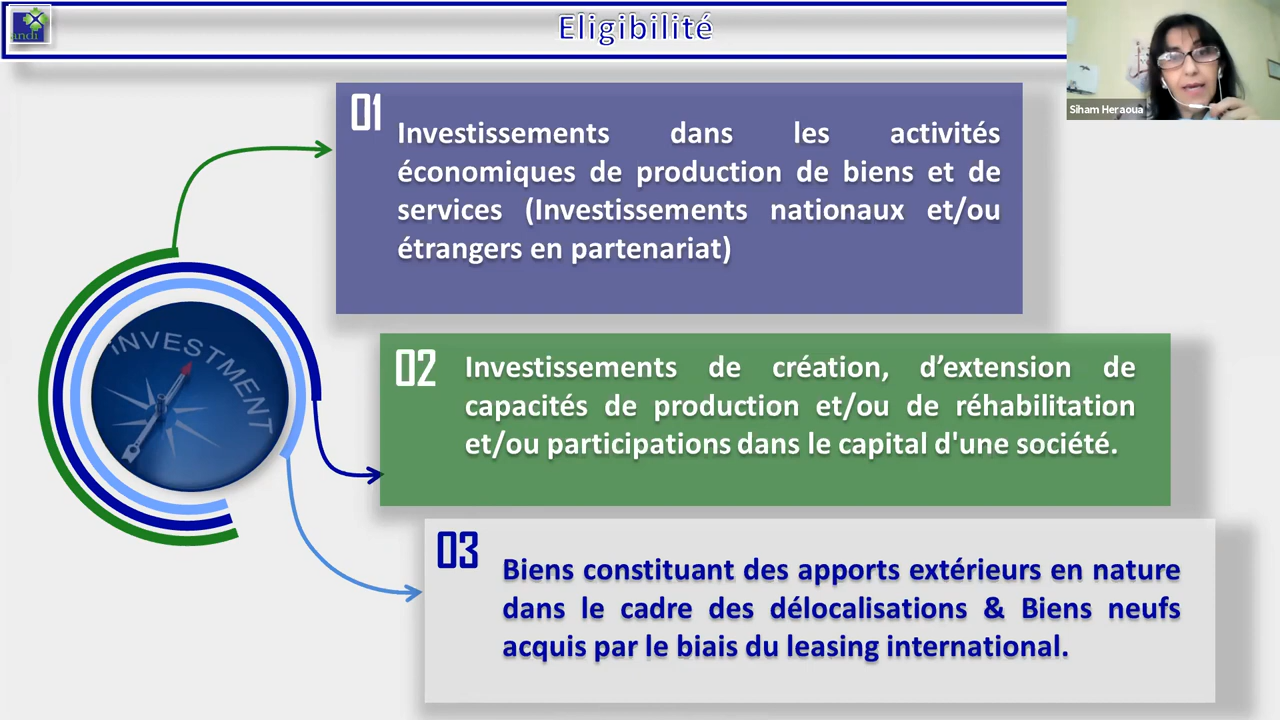 andi
Eligibilité
Siham Heraoua
01
Investissements dans les activités
économiques de production de biens et de
services (Investissements nationaux et/ou
étrangers en partenariat)
INVESTMENT
02
Investissements de création, d’extension de
capacités de production et/ou de réhabilitation
et/ou participations dans le capital d'une société.
03
Biens constituant des apports extérieurs en nature
dans le cadre des délocalisations & Biens neufs
acquis par le biais du leasing international.